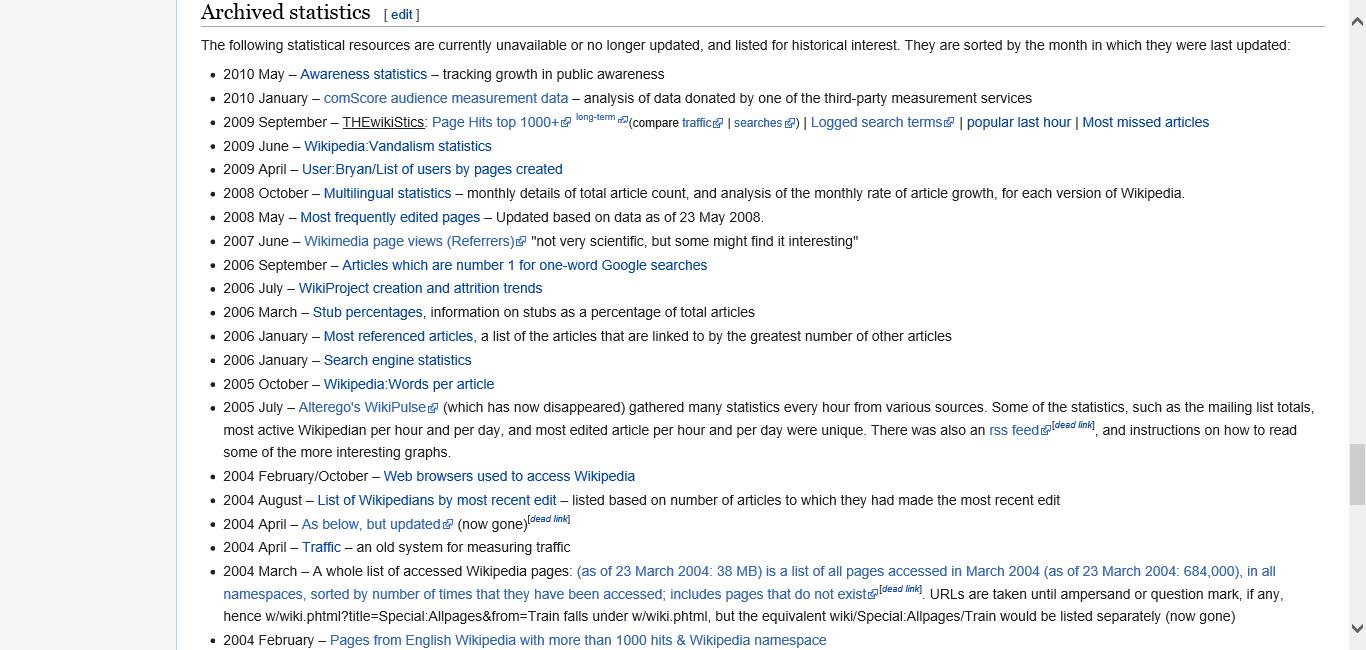 Archived statistics [ edit ]
The following statistical resources are currently unavailable or no longer updated, and listed for historical interest. They are sorted by the month in which they were last updated:
• 2010 May – Awareness statistics – tracking growth in public awareness
• 2010 January – comScore audience measurement data – analysis of data donated by one of the third-party measurement services
• 2009 September – THEwikiStics: Page Hits top 1000+ long-term (compare traffic | searches ) | Logged search terms | popular last hour | Most missed articles
• 2009 June – Wikipedia:Vandalism statistics
• 2009 April – User:Bryan/List of users by pages created
• 2008 October – Multilingual statistics – monthly details of total article count, and analysis of the monthly rate of article growth, for each version of Wikipedia.
• 2008 May – Most frequently edited pages – Updated based on data as of 23 May 2008.
• 2007 June – Wikimedia page views (Referrers) "not very scientific, but some might find it interesting"
• 2006 September – Articles which are number 1 for one-word Google searches
• 2006 July – WikiProject creation and attrition trends
• 2006 March – Stub percentages, information on stubs as a percentage of total articles
• 2006 January – Most referenced articles, a list of the articles that are linked to by the greatest number of other articles
• 2006 January – Search engine statistics
• 2005 October – Wikipedia:Words per article
• 2005 July – Alterego's WikiPulse (which has now disappeared) gathered many statistics every hour from various sources. Some of the statistics, such as the mailing list totals,
most active Wikipedian per hour and per day, and most edited article per hour and per day were unique. There was also an rss feed [dead link], and instructions on how to read
some of the more interesting graphs.
• 2004 February/October – Web browsers used to access Wikipedia
• 2004 August – List of Wikipedians by most recent edit – listed based on number of articles to which they had made the most recent edit
• 2004 April – As below, but updated (now gone)[dead link]
• 2004 April – Traffic – an old system for measuring traffic
• 2004 March – A whole list of accessed Wikipedia pages: (as of 23 March 2004: 38 MB) is a list of all pages accessed in March 2004 (as of 23 March 2004: 684,000), in all
namespaces, sorted by number of times that they have been accessed; includes pages that do not exist [dead link]. URLs are taken until ampersand or question mark, if any,
hence w/wiki.phtml?title=Special:Allpages&from=Train falls under w/wiki.phtml, but the equivalent wiki/Special:Allpages/Train would be listed separately (now gone)
• 2004 February – Pages from English Wikipedia with more than 1000 hits & Wikipedia namespace